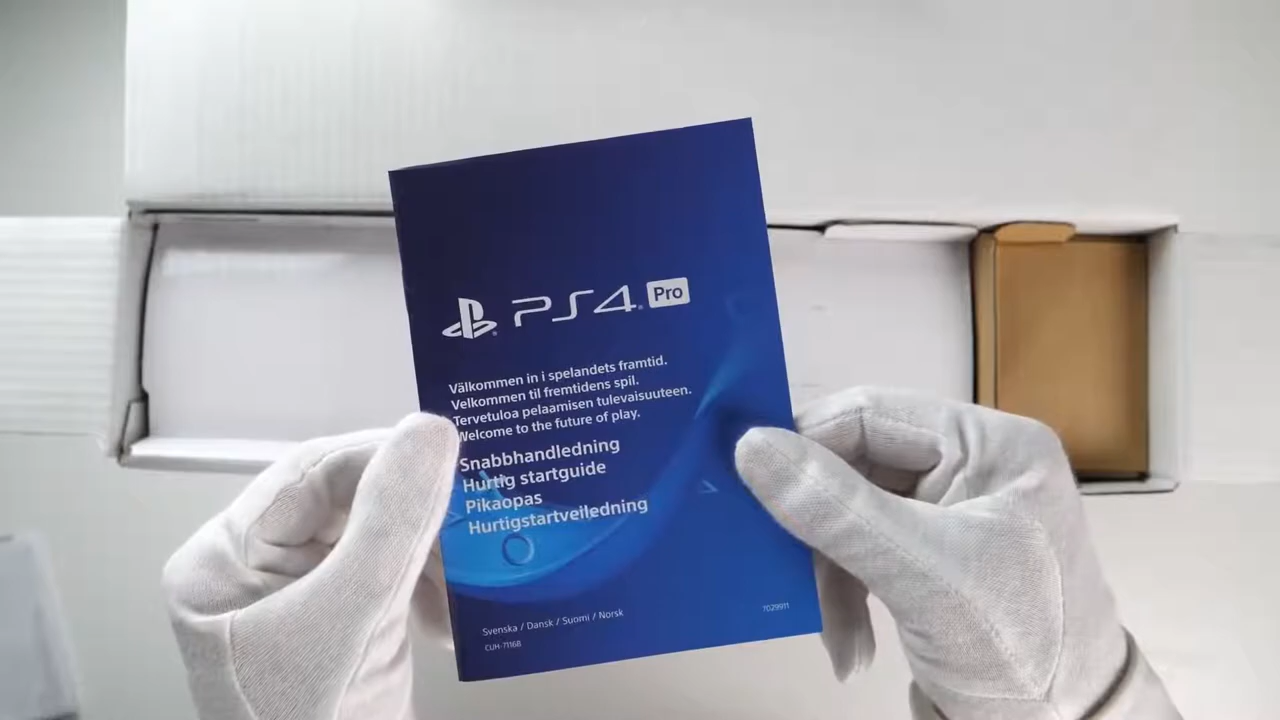 PS4 Pro
Välkommen in i spelandets framtid.
Velkommen til fremtidens spil.
Tervetuloa pelaamisen tulevaisuuteen.
Welcome to the future of play.
Snabbhandledning
Hurtig startguide
Pikaopas
Hurtigstartveiledning
Svenska / Dansk / Suomi / Norsk
CUH-7116B
7029911